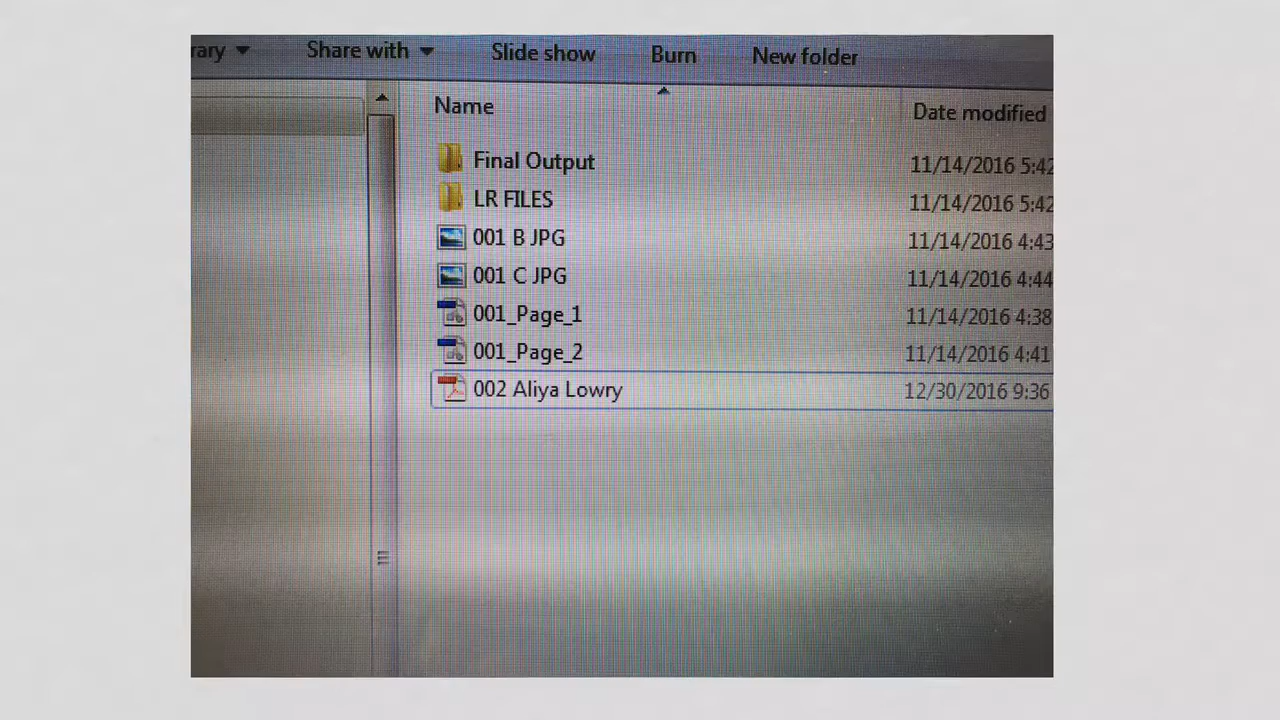 rary Share with Slide show Burn New folder
Name Date modified
Final Output 11/14/2016 5:42
LR FILES 11/14/2016 5:42
001 B JPG 11/14/2016 4:43
001 C JPG 11/14/2016 4:44
001_Page_1 11/14/2016 4:38
001_Page_2 11/14/2016 4:41
002 Aliya Lowry 12/30/2016 9:36